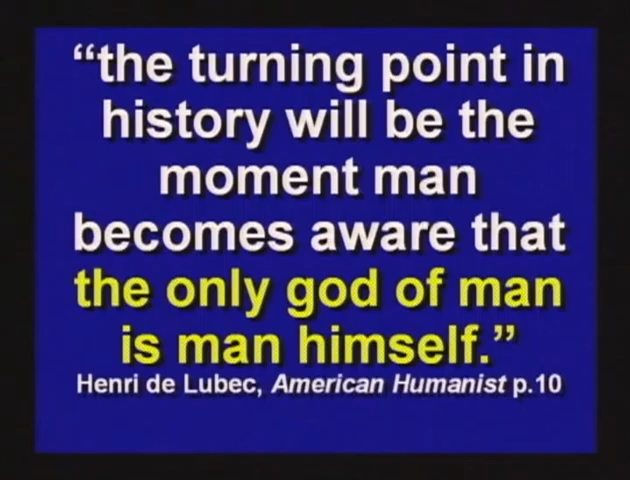 “the turning point in
history will be the
moment man
becomes aware that
the only god of man
is man himself.”
Henri de Lubec, American Humanist p.10